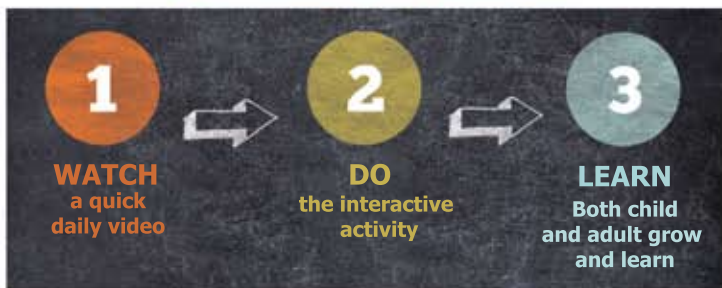 1
WATCH
a quick
daily video
2
DO
the interactive
activity
3
LEARN
Both child
and adult grow
and learn